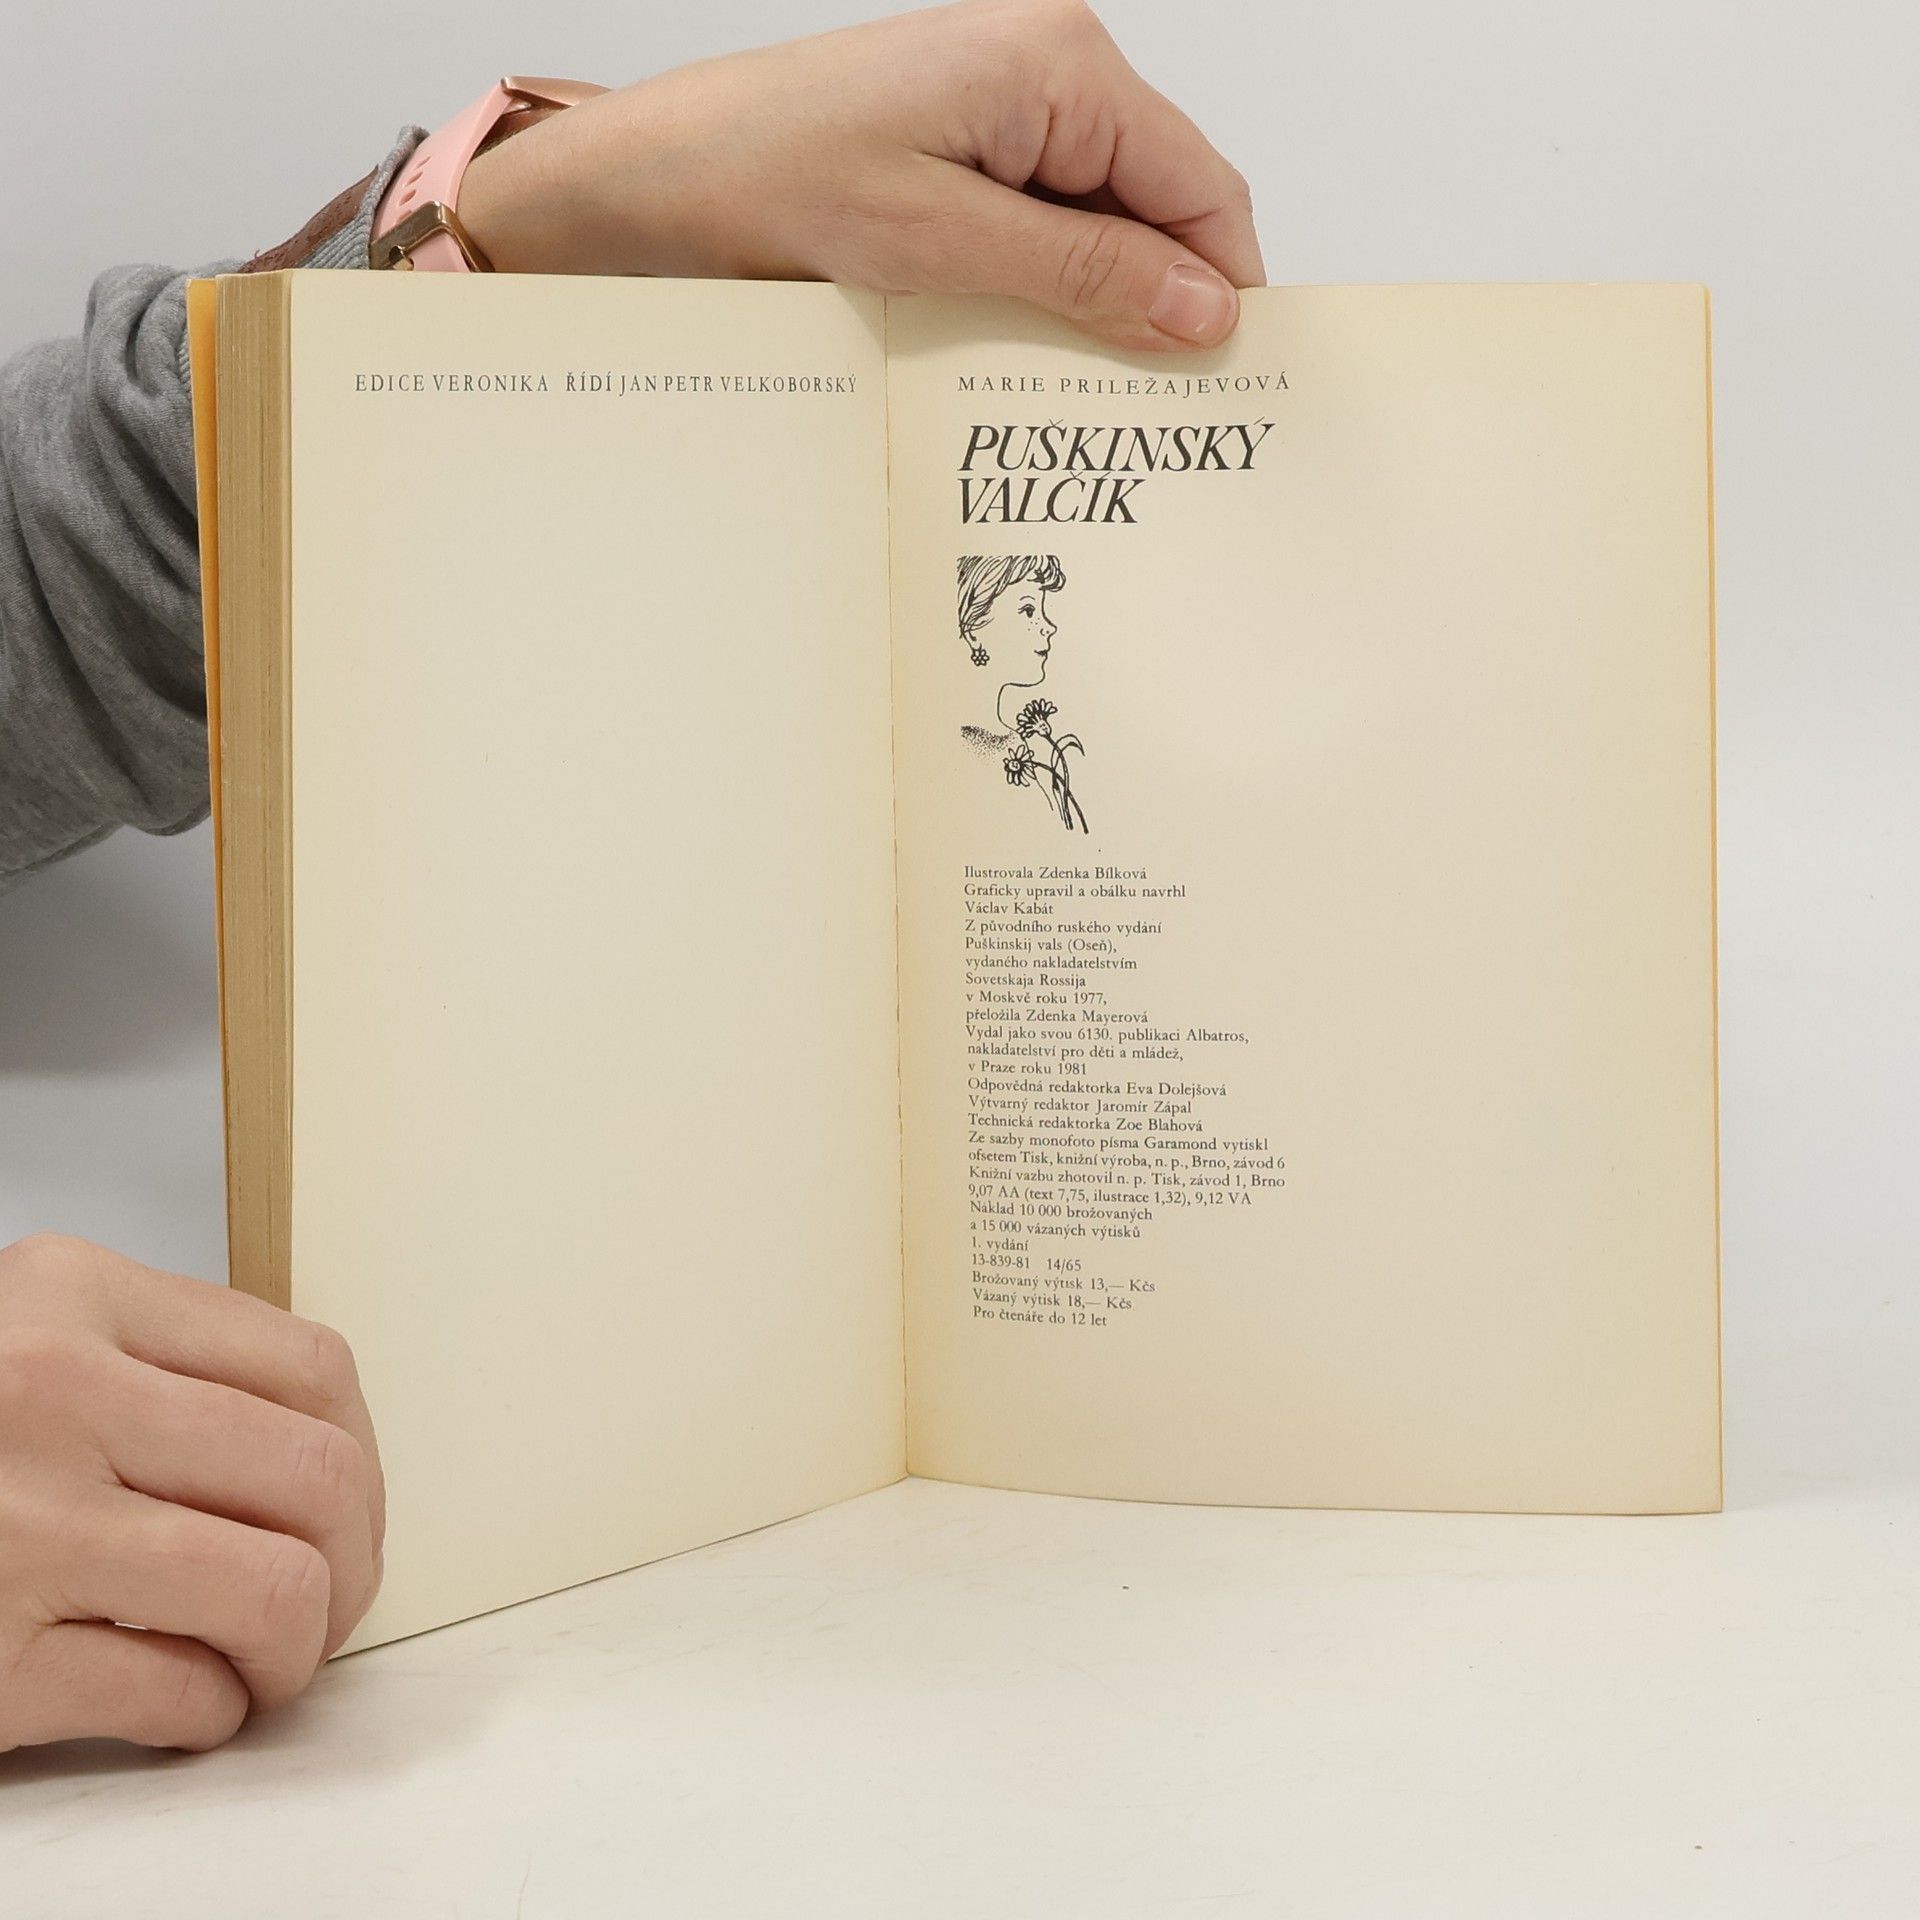 EDICE VERONIKA ŘÍDÍ JAN PETR VELKOBORSKÝ
MARIE PRILEŽAJEVOVÁ
PUŠKINSKÝ
VALČÍK
Ilustrovala Zdenka Bílková
Graficky upravil a obálku navrhl
Václav Kabát
Z původního ruského vydání
Puškinskij vals (Oseň),
vydaného nakladatelstvím
Sovetskaja Rossija
v Moskvě roku 1977,
přeložila Zdenka Mayerová
Vydal jako svou 6130. publikaci Albatros,
nakladatelství pro děti a mládež,
v Praze roku 1981
Odpovědná redaktorka Eva Dolejšová
Výtvarný redaktor Jaromír Zápal
Technická redaktorka Zoe Blahová
Ze sazby monofoto písma Garamond vytiskl
ofsetem Tisk, knižní výroba, n. p., Brno, závod 6
Knižní vazbu zhotovil n. p. Tisk, závod 1, Brno
9,07 AA (text 7,75, ilustrace 1,32), 9,12 VA
Náklad 10 000 brožovaných
a 15 000 vázaných výtisků
1. vydání
13-839-81 14/65
Brožovaný výtisk 13,— Kčs
Vázaný výtisk 18,— Kčs
Pro čtenáře do 12 let